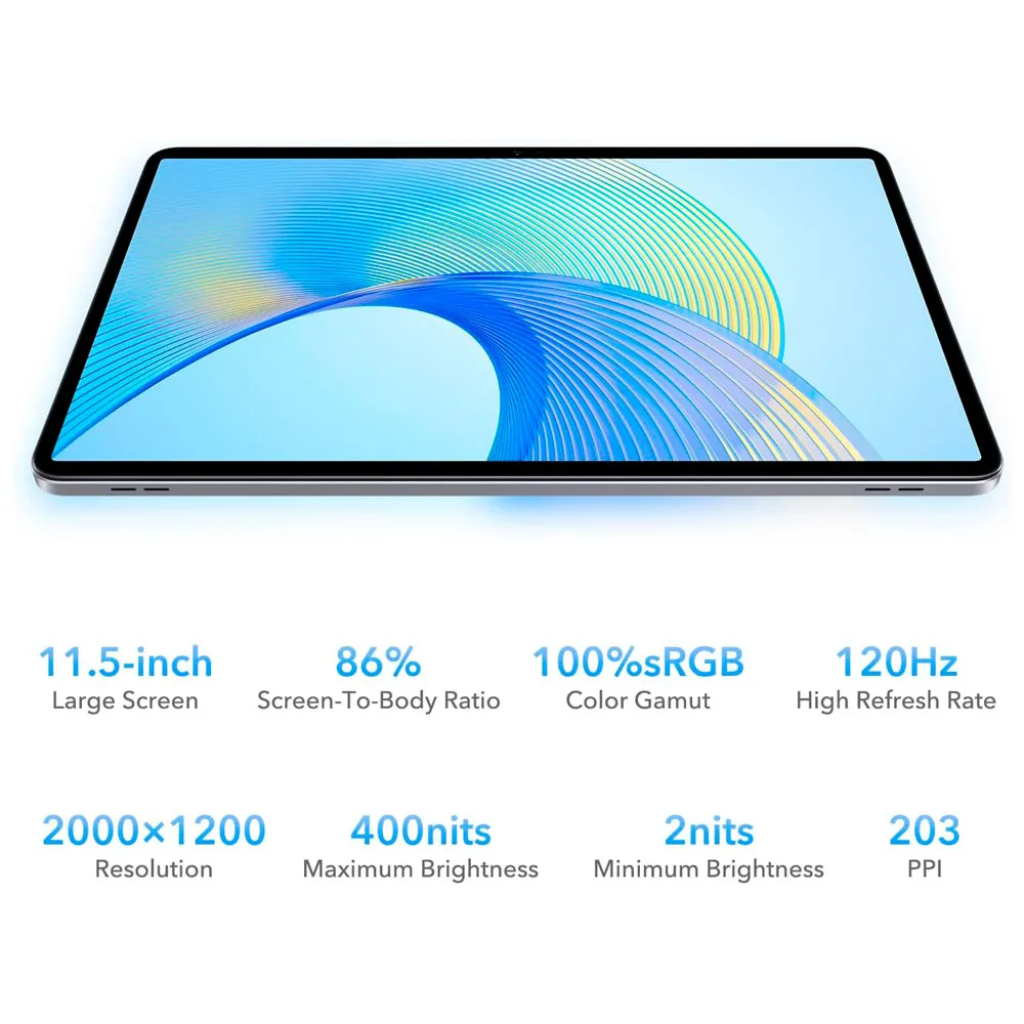 11.5-inch
Large Screen
86%
Screen-To-Body Ratio
100%sRGB
Color Gamut
120Hz
High Refresh Rate
2000×1200
Resolution
400nits
Maximum Brightness
2nits
Minimum Brightness
203
PPI